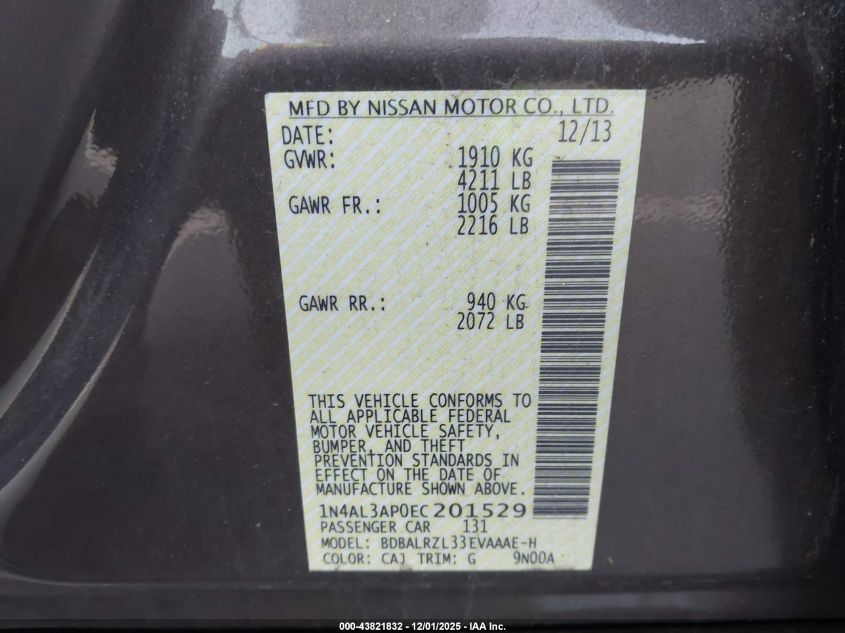 MFD BY NISSAN MOTOR CO., LTD.
DATE: 12/13
GVWR: 1910 KG
4211 LB
GAWR FR.: 1005 KG
2216 LB
GAWR RR.: 940 KG
2072 LB
THIS VEHICLE CONFORMS TO
ALL APPLICABLE FEDERAL
MOTOR VEHICLE SAFETY,
BUMPER, AND THEFT
PREVENTION STANDARDS IN
EFFECT ON THE DATE OF
MANUFACTURE SHOWN ABOVE.
1N4AL3AP0EC201529
PASSENGER CAR 131
MODEL: BDBALRZL33EVAAAE-H
COLOR: CAJ TRIM: G 9N00A
000-43821832 - 12/01/2025 - IAA Inc.